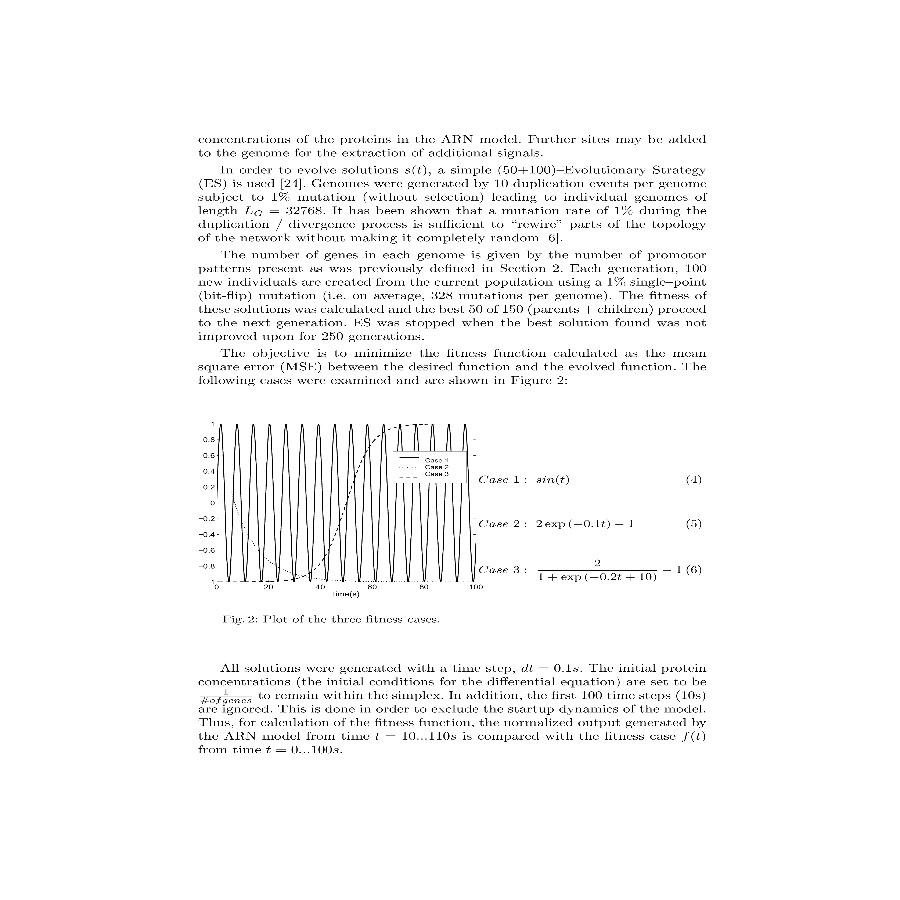 concentrations of the proteins in the ARN model. Further sites may be added
to the genome for the extraction of additional signals.
In order to evolve solutions s(t), a simple (50+100)–Evolutionary Strategy
(ES) is used [24]. Genomes were generated by 10 duplication events per genome
subject to 1% mutation (without selection) leading to individual genomes of
length L_G = 32768. It has been shown that a mutation rate of 1% during the
duplication / divergence process is sufficient to “rewire” parts of the topology
of the network without making it completely random 6].
The number of genes in each genome is given by the number of promotor
patterns present as was previously defined in Section 2. Each generation, 100
new individuals are created from the current population using a 1% single–point
(bit-flip) mutation (i.e. on average, 328 mutations per genome). The fitness of
these solutions was calculated and the best 50 of 150 (parents + children) proceed
to the next generation. ES was stopped when the best solution found was not
improved upon for 250 generations.
The objective is to minimize the fitness function calculated as the mean
square error (MSE) between the desired function and the evolved function. The
following cases were examined and are shown in Figure 2:
1
0.8
0.6
0.4
0.2
0
−0.2
−0.4
−0.6
−0.8
0 20 40 60 80 100
time(s)
Case 1
Case 2
Case 3
Case 1 : sin(t) (4)
Case 2 : 2 exp (−0.1t) − 1 (5)
Case 3 : 2 / (1 + exp (−0.2t + 10)) − 1 (6)
Fig. 2: Plot of the three fitness cases.
All solutions were generated with a time step, dt = 0.1s. The initial protein
concentrations (the initial conditions for the differential equation) are set to be
1/#ofgenes to remain within the simplex. In addition, the first 100 time steps (10s)
are ignored. This is done in order to exclude the startup dynamics of the model.
Thus, for calculation of the fitness function, the normalized output generated by
the ARN model from time t = 10...110s is compared with the fitness case f(t)
from time t = 0...100s.